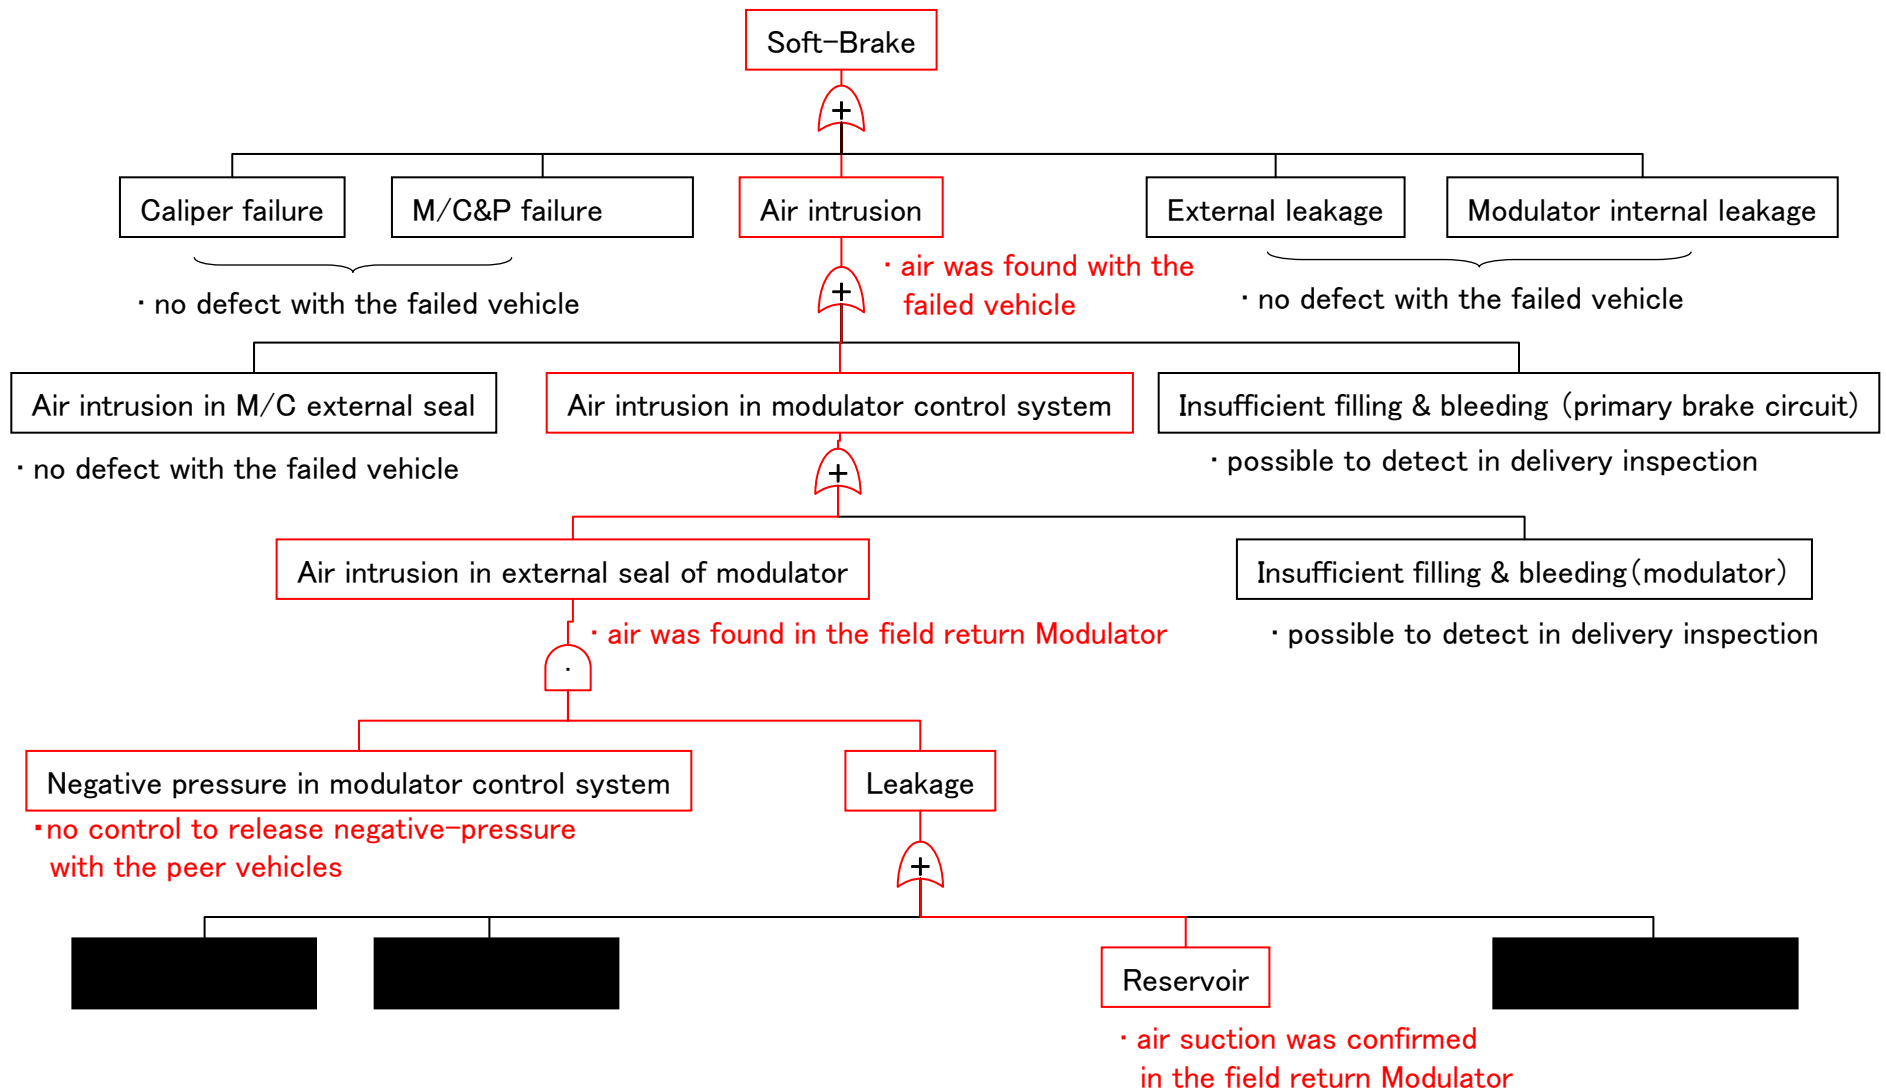 Soft-Brake
+
Caliper failure
M/C&P failure
Air intrusion
External leakage
Modulator internal leakage
・no defect with the failed vehicle
・air was found with the
failed vehicle
・no defect with the failed vehicle
+
Air intrusion in M/C external seal
Air intrusion in modulator control system
Insufficient filling & bleeding (primary brake circuit)
・no defect with the failed vehicle
・possible to detect in delivery inspection
+
Air intrusion in external seal of modulator
Insufficient filling & bleeding(modulator)
・air was found in the field return Modulator
・possible to detect in delivery inspection
・
Negative pressure in modulator control system
Leakage
・no control to release negative-pressure
with the peer vehicles
+
Reservoir
・air suction was confirmed
in the field return Modulator